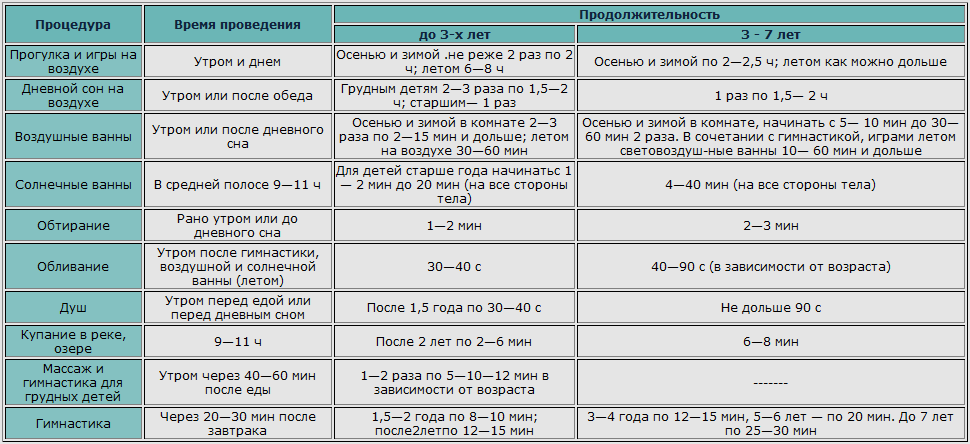 Процедура
Время проведения
Продолжительность
до 3-х лет
3 - 7 лет
Прогулка и игры на
воздухе
Утром и днем
Осенью и зимой .не реже 2 раз по 2
ч; летом 6—8 ч
Осенью и зимой по 2—2,5 ч; летом как можно дольше
Дневной сон на
воздухе
Утром или после обеда
Грудным детям 2—3 раза по 1,5—2
ч; старшим— 1 раз
1 раз по 1,5— 2 ч
Воздушные ванны
Утром или после дневного
сна
Осенью и зимой в комнате 2—3
раза по 2—15 мин и дольше; летом
на воздухе 30—60 мин
Осенью и зимой в комнате, начинать с 5— 10 мин до 30—
60 мин 2 раза. В сочетании с гимнастикой, играми летом
световоздуш-ные ванны 10— 60 мин и дольше
Солнечные ванны
В средней полосе 9—11 ч
Для детей старше года начинатьс 1
— 2 мин до 20 мин (на все стороны
тела)
4—40 мин (на все стороны тела)
Обтирание
Рано утром или до
дневного сна
1—2 мин
2—3 мин
Обливание
Утром после гимнастики,
воздушной и солнечной
ванны (летом)
30—40 с
40—90 с (в зависимости от возраста)
Душ
Утром перед едой или
перед дневным сном
После 1,5 года по 30—40 с
Не дольше 90 с
Купание в реке,
озере
9—11 ч
После 2 лет по 2—6 мин
6—8 мин
Массаж и
гимнастика для
грудных детей
Утром через 40—60 мин
после еды
1—2 раза по 5—10—12 мин в
зависимости от возраста
-------
Гимнастика
Через 20—30 мин после
завтрака
1,5—2 года по 8—10 мин;
после2летпо 12—15 мин
3—4 года по 12—15 мин, 5—6 лет — по 20 мин. До 7 лет
по 25—30 мин